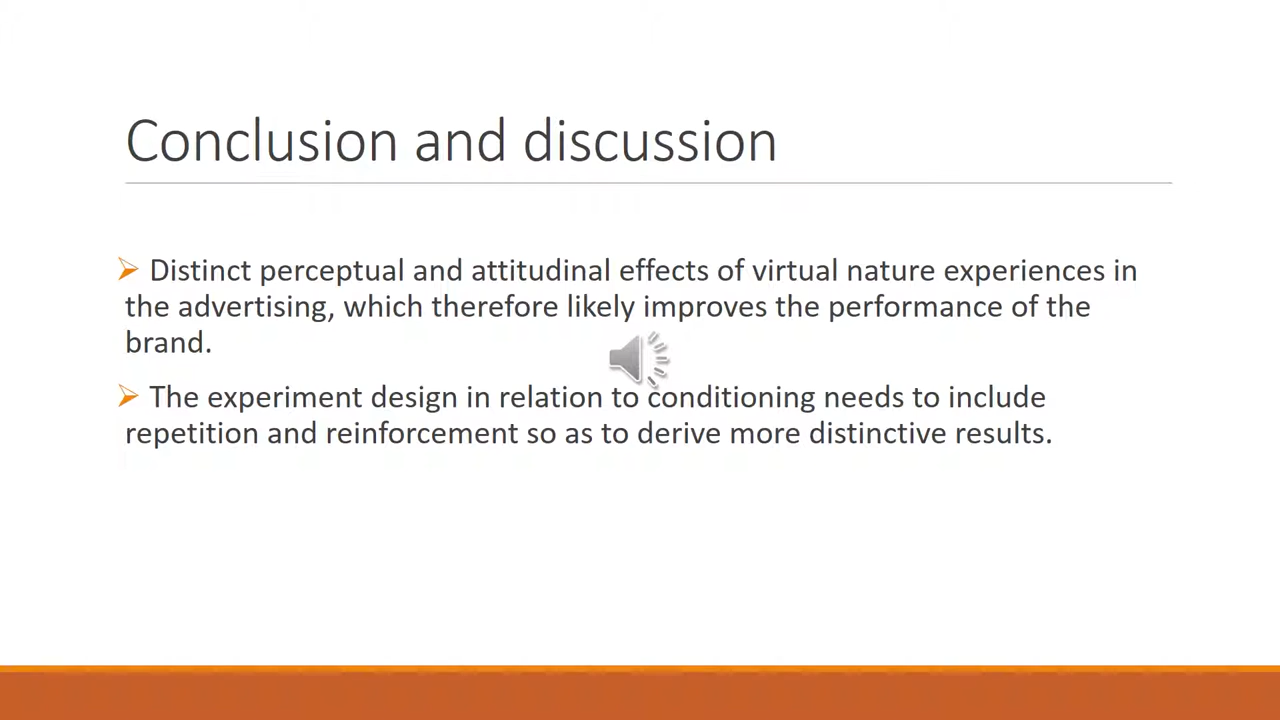 Conclusion and discussion
Distinct perceptual and attitudinal effects of virtual nature experiences in
the advertising, which therefore likely improves the performance of the
brand.
The experiment design in relation to conditioning needs to include
repetition and reinforcement so as to derive more distinctive results.